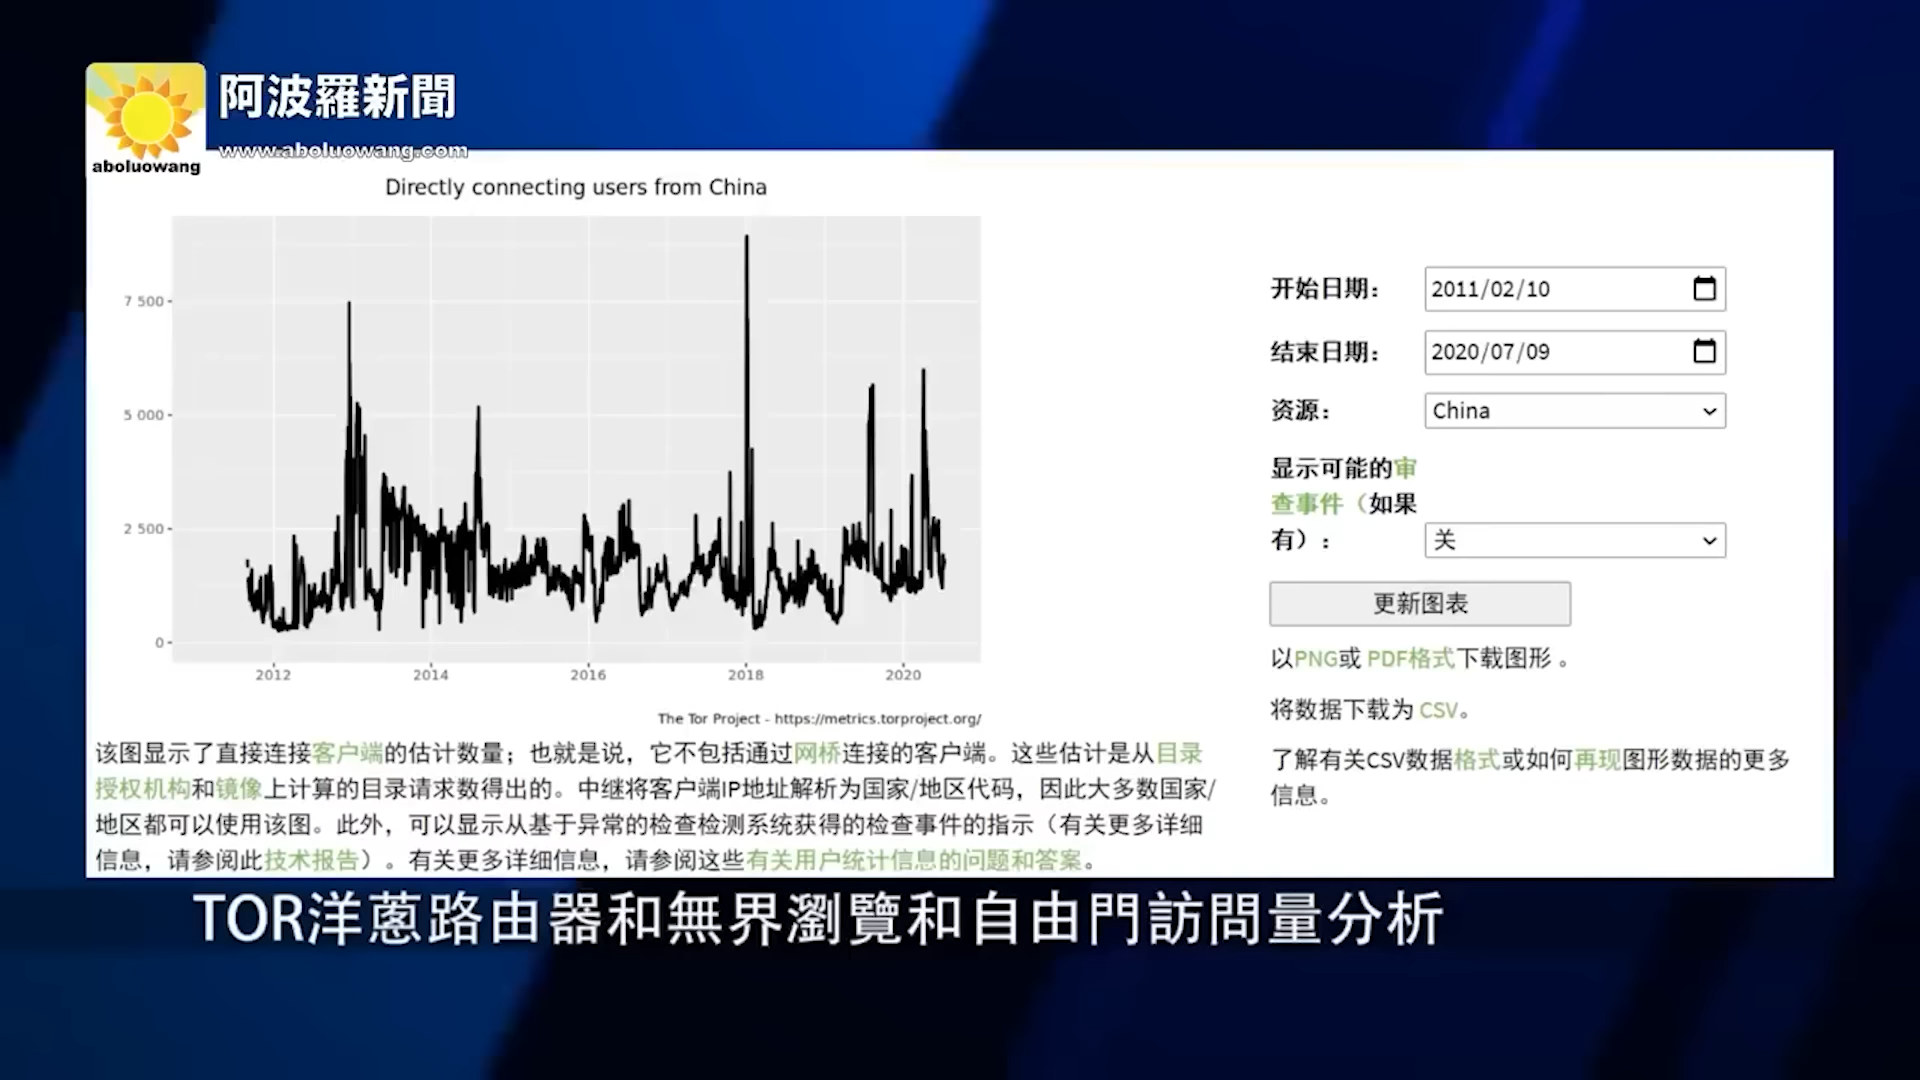 阿波羅新聞
www.aboluowang.com
aboluowang
Directly connecting users from China
7 500
5 000
2 500
0
2012 2014 2016 2018 2020
The Tor Project - https://metrics.torproject.org/
该图显示了直接连接客户端的估计数量；也就是说，它不包括通过网桥连接的客户端。这些估计是从目录
授权机构和镜像上计算的目录请求数得出的。中继将客户端IP地址解析为国家/地区代码，因此大多数国家/
地区都可以使用该图。此外，可以显示从基于异常的检查检测系统获得的检查事件的指示（有关更多详细
信息，请参阅此技术报告）。有关更多详细信息，请参阅这些有关用户统计信息的问题和答案。
开始日期： 2011/02/10
结束日期： 2020/07/09
资源： China
显示可能的审
查事件（如果
有）： 关
更新图表
以PNG或 PDF格式下载图形 。
将数据下载为 CSV。
了解有关CSV数据格式或如何再现图形数据的更多
信息。
TOR洋蔥路由器和無界瀏覽和自由門訪問量分析